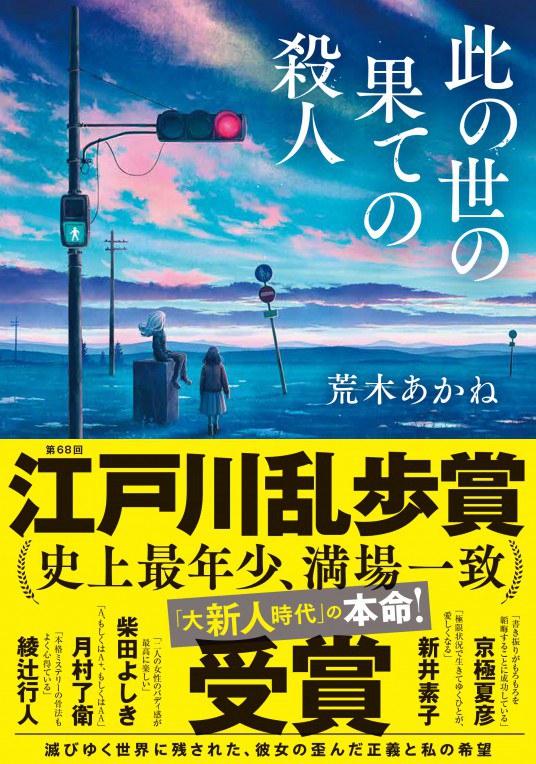 此の世の
果ての
殺人
荒木あかね
第68回
江戸川乱歩賞
史上最年少、満場一致
「大新人時代」の本命!
受賞
「書き振りがもろもろを
韜晦することに成功している」
京極夏彦
「極限状況で生きてゆくひとが、
愛しくなる」
新井素子
「二人の女性のバディ感が
最高に楽しい」
柴田よしき
「A、もしくはA+、もしくはAA」
月村了衛
「本格ミステリーの骨法も
よく心得ている」
綾辻行人
滅びゆく世界に残された、彼女の歪んだ正義と私の希望